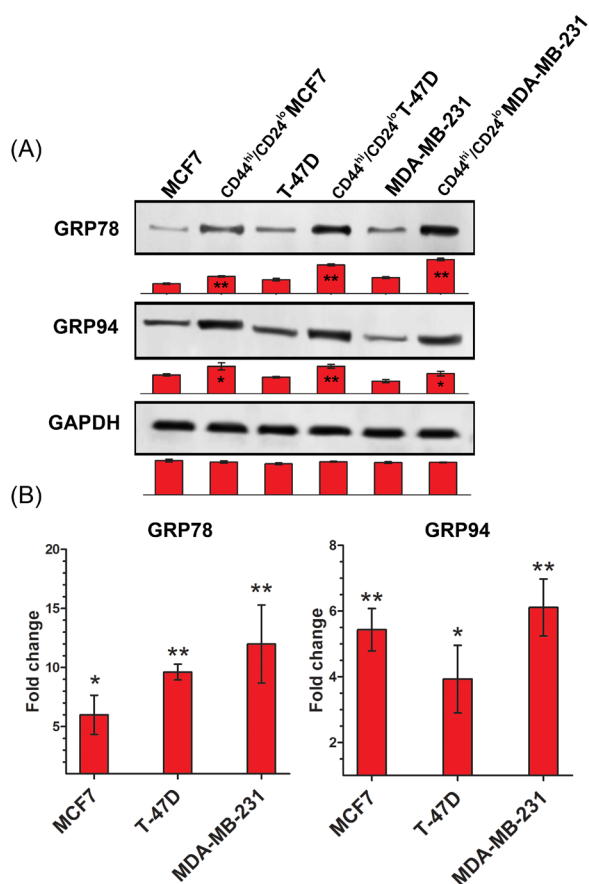 (A)
MCF7
CD44hi/CD24lo MCF7
T-47D
CD44hi/CD24lo T-47D
MDA-MB-231
CD44hi/CD24lo MDA-MB-231
GRP78
** ** **
GRP94
* ** *
GAPDH
(B)
GRP78
Fold change
20
15
10
5
* ** **
MCF7
T-47D
MDA-MB-231
GRP94
Fold change
8
6
4
2
** * **
MCF7
T-47D
MDA-MB-231